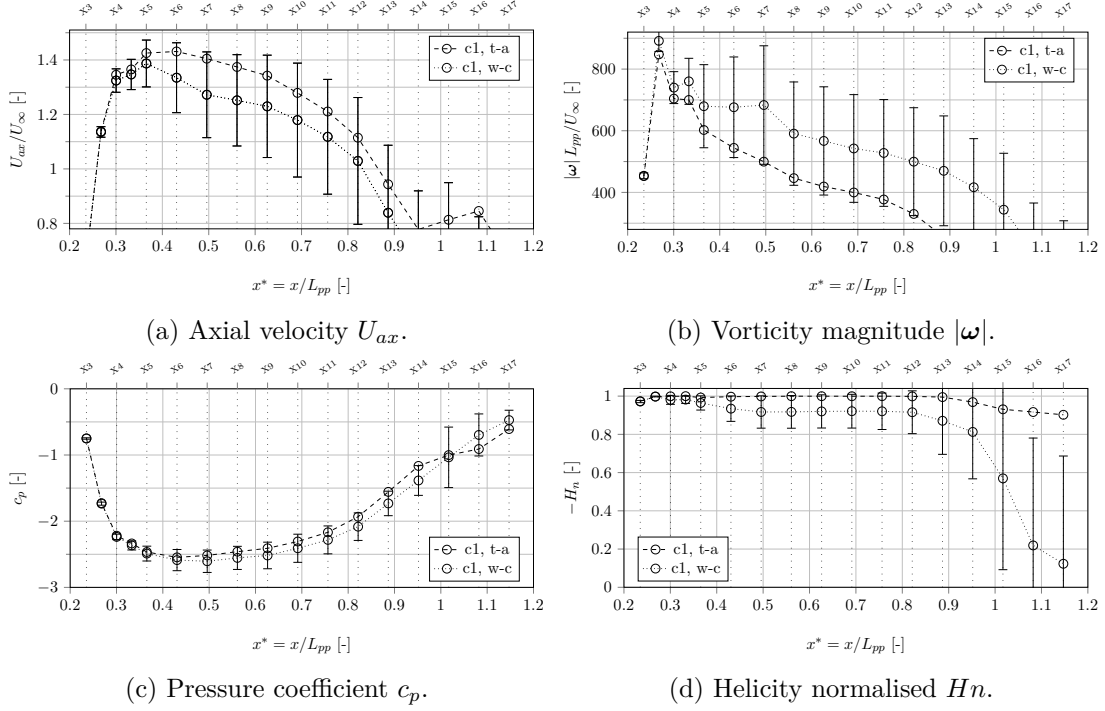 X3 X4 X5 X6 X7 X8 X9 X10 X11 X12 X13 X14 X15 X16 X17
1.4
1.2
1
0.8
U_ax/U_∞ [-]
c1, t-a
c1, w-c
0.2 0.3 0.4 0.5 0.6 0.7 0.8 0.9 1 1.1 1.2
x* = x/L_pp [-]
(a) Axial velocity U_ax.
X3 X4 X5 X6 X7 X8 X9 X10 X11 X12 X13 X14 X15 X16 X17
800
600
400
|ω| L_pp/U_∞ [-]
c1, t-a
c1, w-c
0.2 0.3 0.4 0.5 0.6 0.7 0.8 0.9 1 1.1 1.2
x* = x/L_pp [-]
(b) Vorticity magnitude |ω|.
X3 X4 X5 X6 X7 X8 X9 X10 X11 X12 X13 X14 X15 X16 X17
0
−1
−2
−3
c_p [-]
c1, t-a
c1, w-c
0.2 0.3 0.4 0.5 0.6 0.7 0.8 0.9 1 1.1 1.2
x* = x/L_pp [-]
(c) Pressure coefficient c_p.
X3 X4 X5 X6 X7 X8 X9 X10 X11 X12 X13 X14 X15 X16 X17
1
0.8
0.6
0.4
0.2
0
−H_n [-]
c1, t-a
c1, w-c
0.2 0.3 0.4 0.5 0.6 0.7 0.8 0.9 1 1.1 1.2
x* = x/L_pp [-]
(d) Helicity normalised Hn.